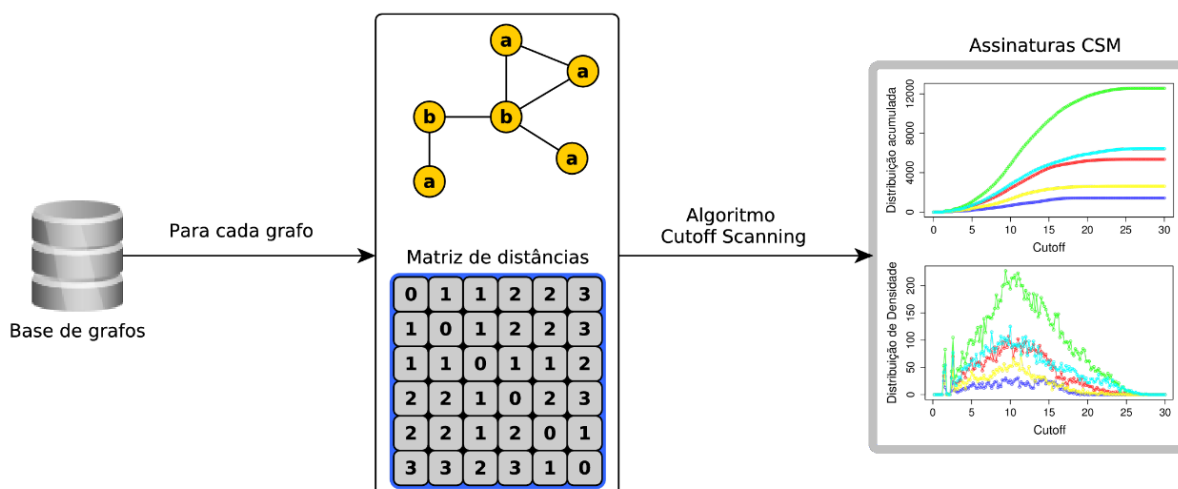 Base de grafos
Para cada grafo
a
a
b
b
a
a
Matriz de distâncias
0 1 1 2 2 3
1 0 1 2 2 3
1 1 0 1 1 2
2 2 1 0 2 3
2 2 1 2 0 1
3 3 2 3 1 0
Algoritmo
Cutoff Scanning
Assinaturas CSM
Distribuição acumulada
0 4000 8000 12000
0 5 10 15 20 25 30
Cutoff
Distribuição de Densidade
0 50 100 150 200
0 5 10 15 20 25 30
Cutoff